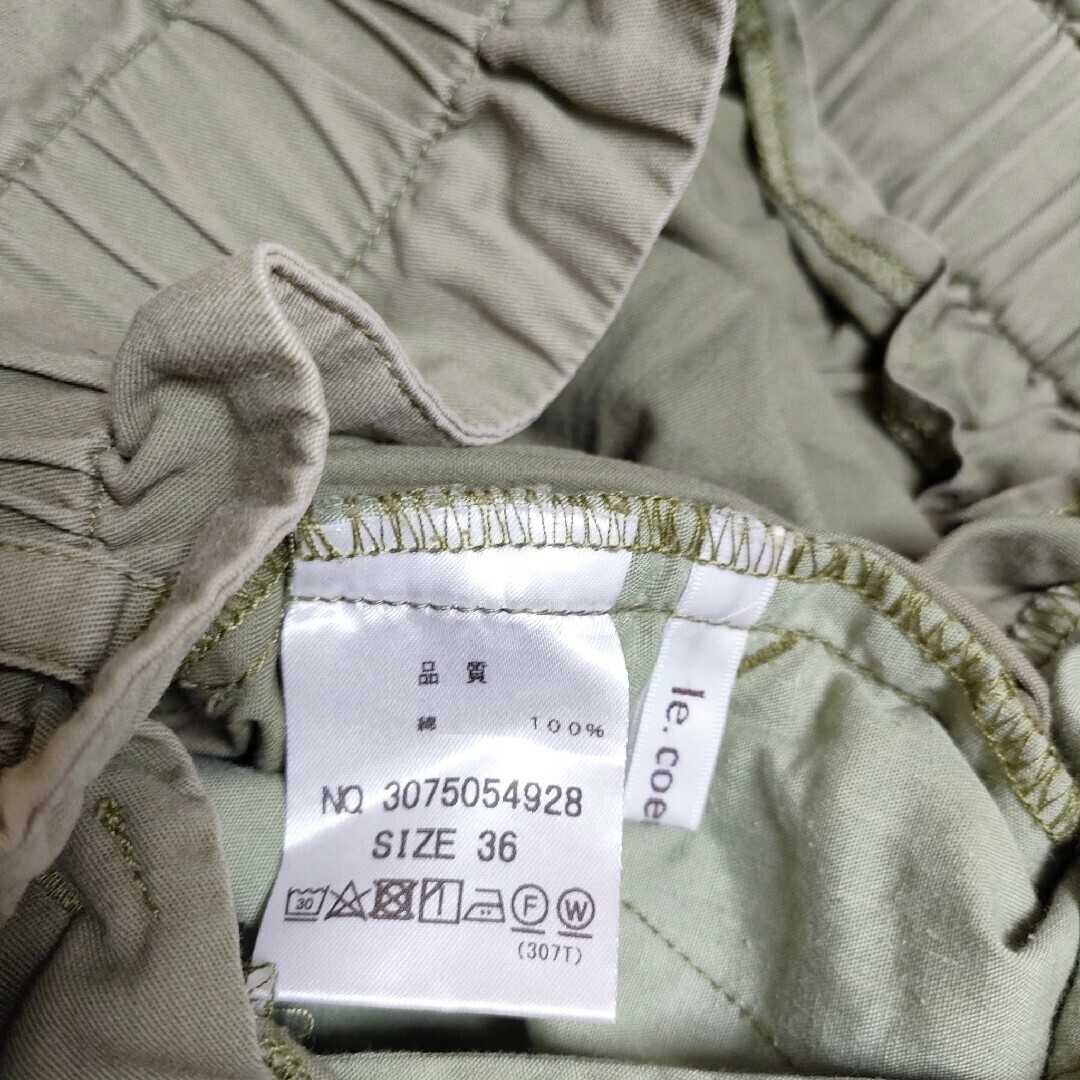 品質
綿 100%
NO. 3075054928
SIZE 36
30
F W
(307T)
le.coe